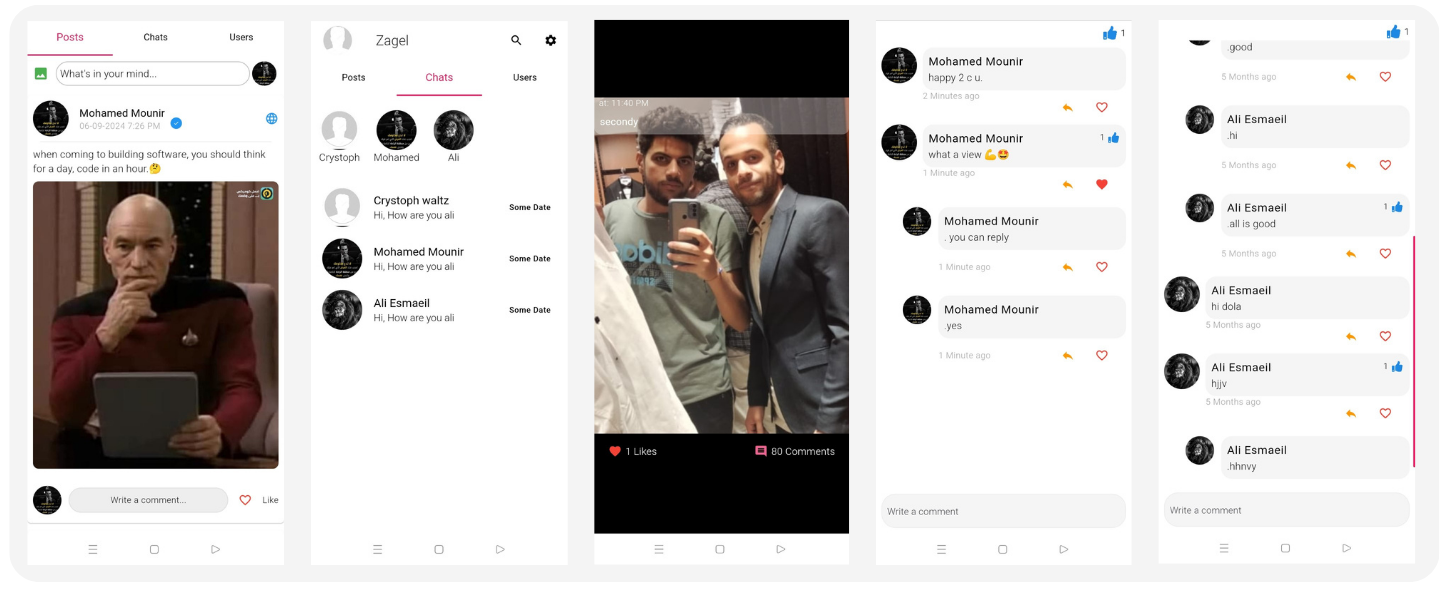 Posts Chats Users
What's in your mind...
Mohamed Mounir
06-09-2024 7:26 PM
when coming to building software, you should think
for a day, code in an hour.🤔
Write a comment...
Like
Zagel
Posts Chats Users
Crystoph Mohamed Ali
Crystoph waltz
Hi, How are you ali
Some Date
Mohamed Mounir
Hi, How are you ali
Some Date
Ali Esmaeil
Hi, How are you ali
Some Date
at: 11:40 PM
secondy
1 Likes
80 Comments
1
Mohamed Mounir
happy 2 c u.
2 Minutes ago
Mohamed Mounir
1
what a view 💪🤩
1 Minute ago
Mohamed Mounir
. you can reply
1 Minute ago
Mohamed Mounir
.yes
1 Minute ago
Write a comment
1
.good
5 Months ago
Ali Esmaeil
.hi
5 Months ago
Ali Esmaeil
1
.all is good
5 Months ago
Ali Esmaeil
hi dola
5 Months ago
Ali Esmaeil
1
hjjv
5 Months ago
Ali Esmaeil
.hhnvy
Write a comment